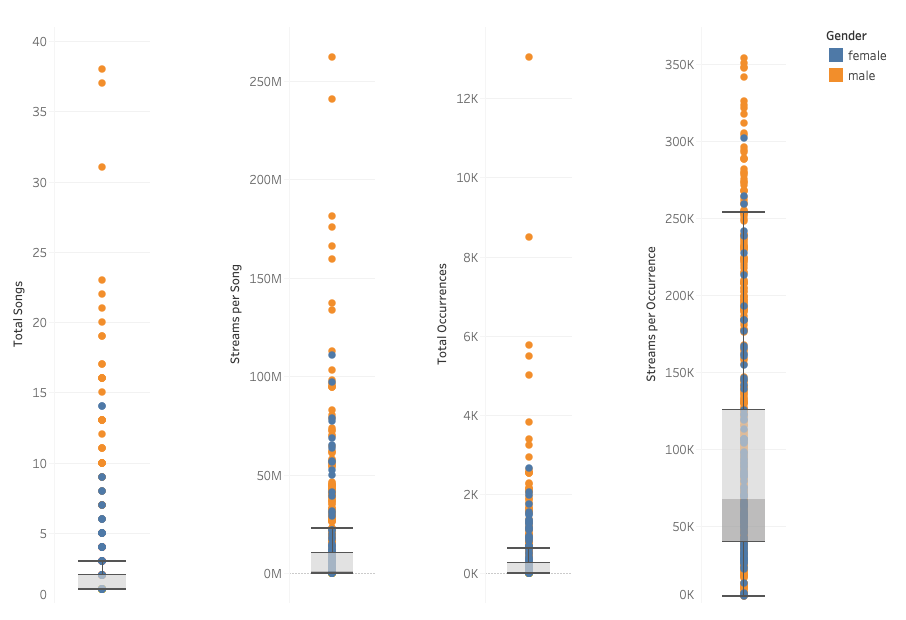 Total Songs
40
35
30
25
20
15
10
5
0
Streams per Song
250M
200M
150M
100M
50M
0M
Total Occurrences
12K
10K
8K
6K
4K
2K
0K
Streams per Occurrence
350K
300K
250K
200K
150K
100K
50K
0K
Gender
female
male